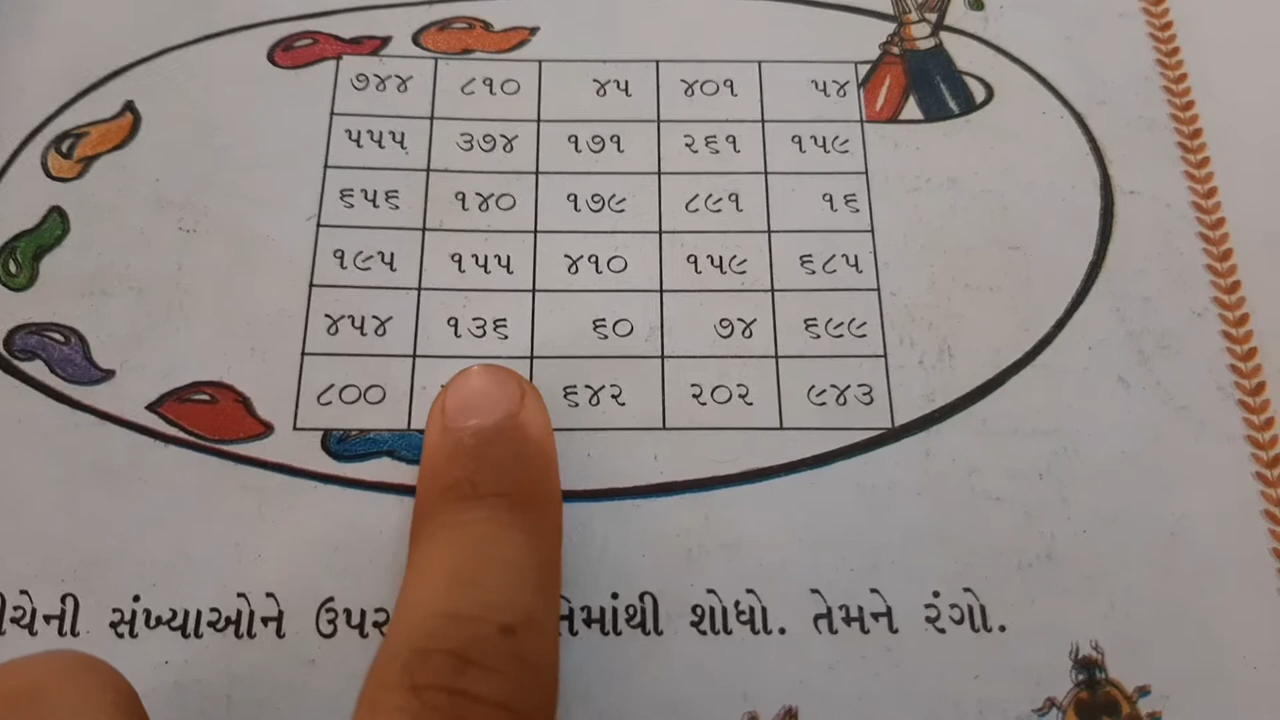 ૭૪૪ ૮૧૦ ૪૫ ૪૦૧ ૫૪
૫૫૫ ૩૭૪ ૧૭૧ ૨૬૧ ૧૫૯
૬૫૬ ૧૪૦ ૧૭૯ ૮૯૧ ૧૬
૧૯૫ ૧૫૫ ૪૧૦ ૧૫૯ ૬૮૫
૪૫૪ ૧૩૬ ૬૦ ૭૪ ૬૯૯
૮૦૦ ૬૪૨ ૨૦૨ ૯૪૩
સંખ્યાઓને શોધો. તેમને રંગો.